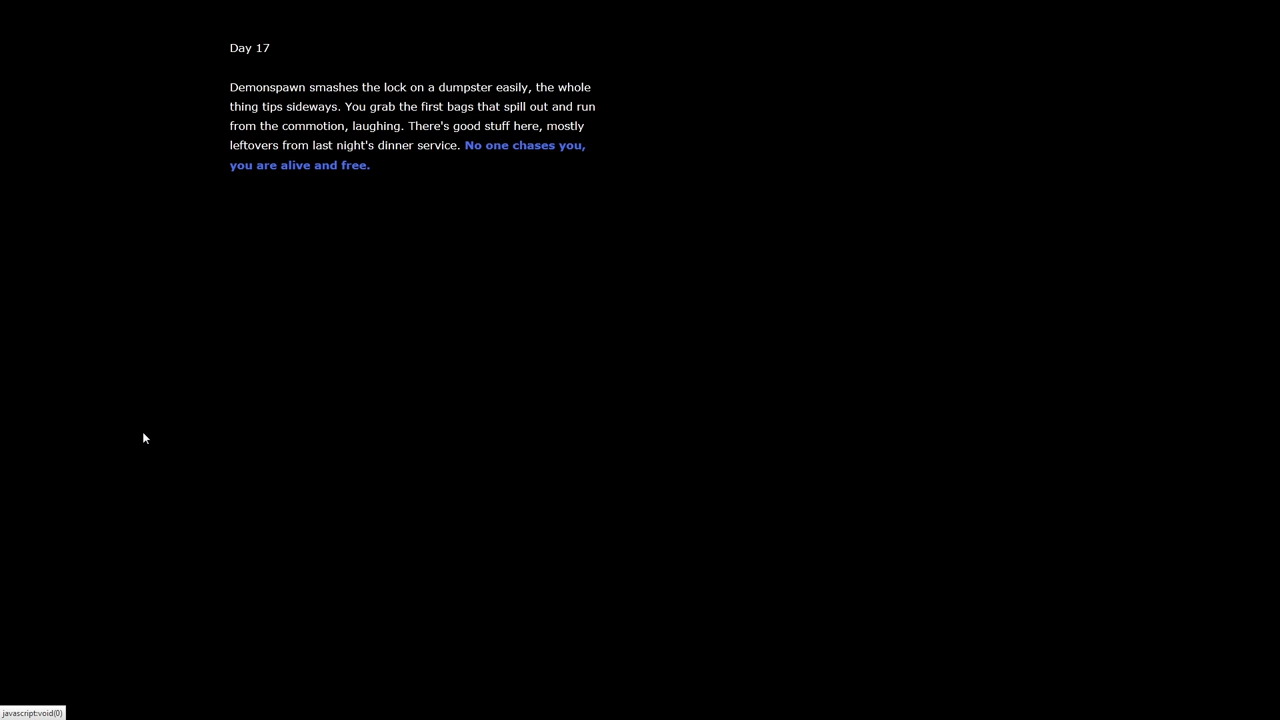 Day 17
Demonspawn smashes the lock on a dumpster easily, the whole
thing tips sideways. You grab the first bags that spill out and run
from the commotion, laughing. There's good stuff here, mostly
leftovers from last night's dinner service. No one chases you,
you are alive and free.
javascript:void(0)